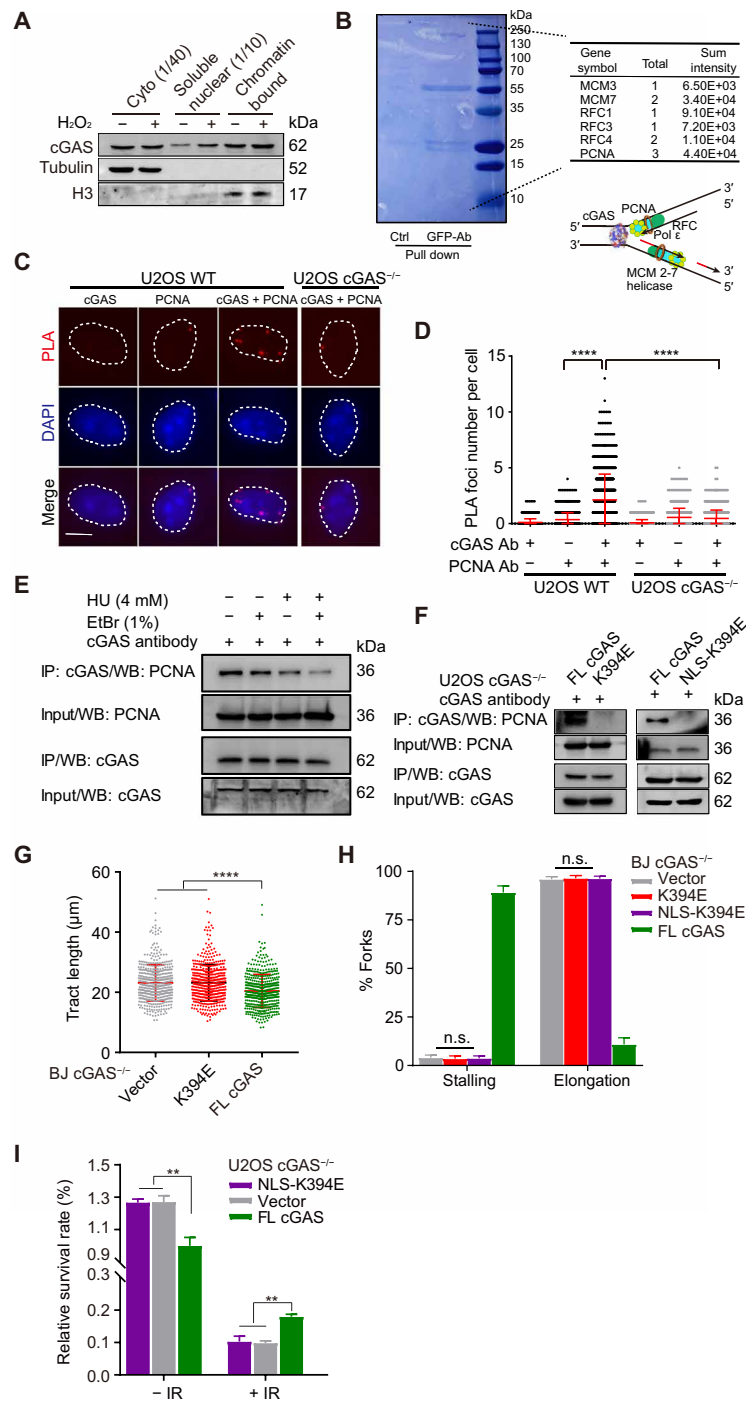 A
Cyto (1/40)
Soluble
nuclear (1/10)
Chromatin
bound
H₂O₂ – + – + – + kDa
cGAS 62
Tubulin 52
H3 17
B
kDa
250
130
100
70
55
35
25
15
10
Ctrl GFP-Ab
Pull down
Gene symbol Total Sum intensity
MCM3 1 6.50E+03
MCM7 2 3.40E+04
RFC1 1 9.10E+04
RFC3 1 7.20E+03
RFC4 2 1.10E+04
PCNA 3 4.40E+04
3′
5′
cGAS
PCNA
RFC
Pol ε
5′
3′
MCM 2-7
helicase
3′
5′
C
U2OS WT U2OS cGAS⁻/⁻
cGAS PCNA cGAS + PCNA cGAS + PCNA
PLA
DAPI
Merge
D
PLA foci number per cell
15
10
5
0
**** ****
cGAS Ab + – + + – +
PCNA Ab – + + – + +
U2OS WT U2OS cGAS⁻/⁻
E
HU (4 mM) – – + +
EtBr (1%) – + – +
cGAS antibody + + + + kDa
IP: cGAS/WB: PCNA 36
Input/WB: PCNA 36
IP/WB: cGAS 62
Input/WB: cGAS 62
F
FL cGAS
K394E
FL cGAS
NLS-K394E
U2OS cGAS⁻/⁻
cGAS antibody + + + + kDa
IP: cGAS/WB: PCNA 36
Input/WB: PCNA 36
IP/WB: cGAS 62
Input/WB: cGAS 62
G
Tract length (μm)
60
40
20
0
****
BJ cGAS⁻/⁻
Vector
K394E
FL cGAS
H
% Forks
100
50
0
n.s.
n.s.
Stalling Elongation
BJ cGAS⁻/⁻
Vector
K394E
NLS-K394E
FL cGAS
I
Relative survival rate (%)
1.5
1.3
1.1
0.9
0.3
0.2
0.1
0.0
**
**
– IR + IR
U2OS cGAS⁻/⁻
NLS-K394E
Vector
FL cGAS